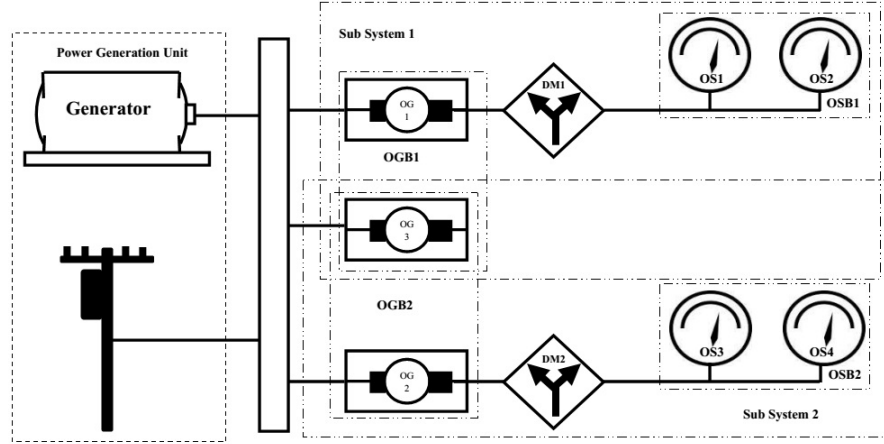 Power Generation Unit
Generator
Sub System 1
OG
1
OGB1
DM1
OS1
OS2
OSB1
OG
3
OGB2
OG
2
DM2
OS3
OS4
OSB2
Sub System 2